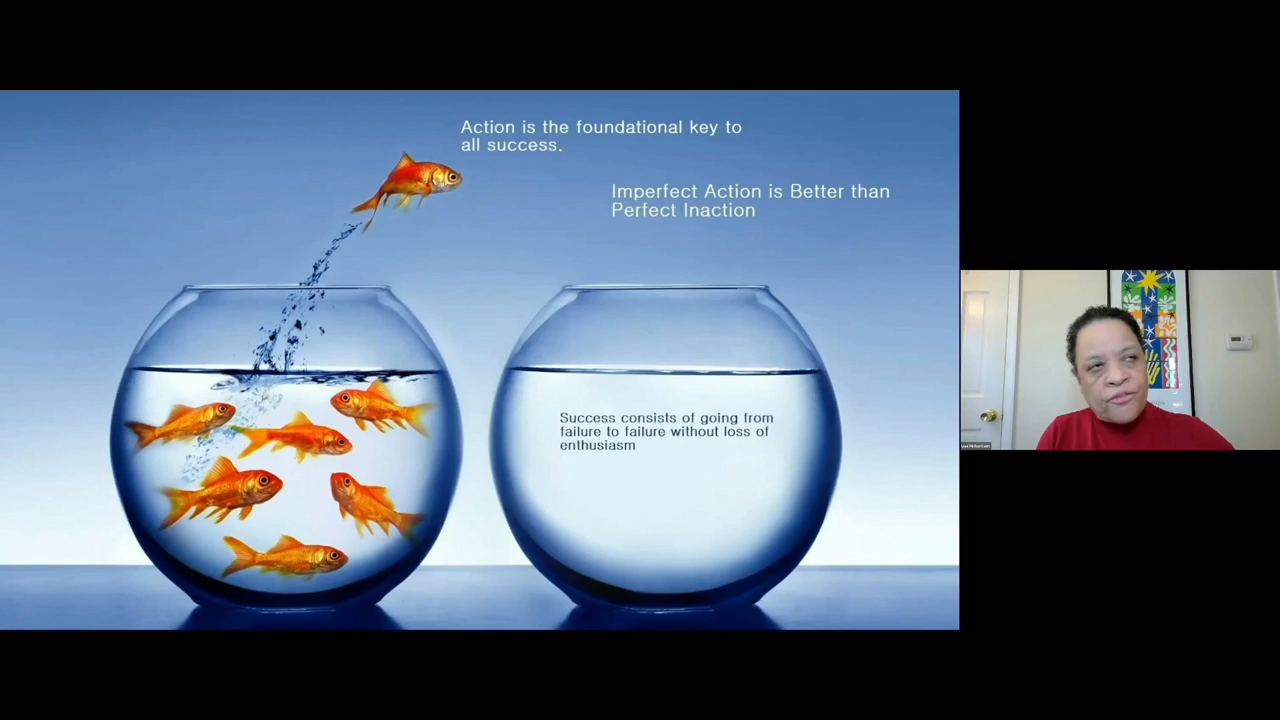 Action is the foundational key to
all success.
Imperfect Action is Better than
Perfect Inaction
Success consists of going from
failure to failure without loss of
enthusiasm